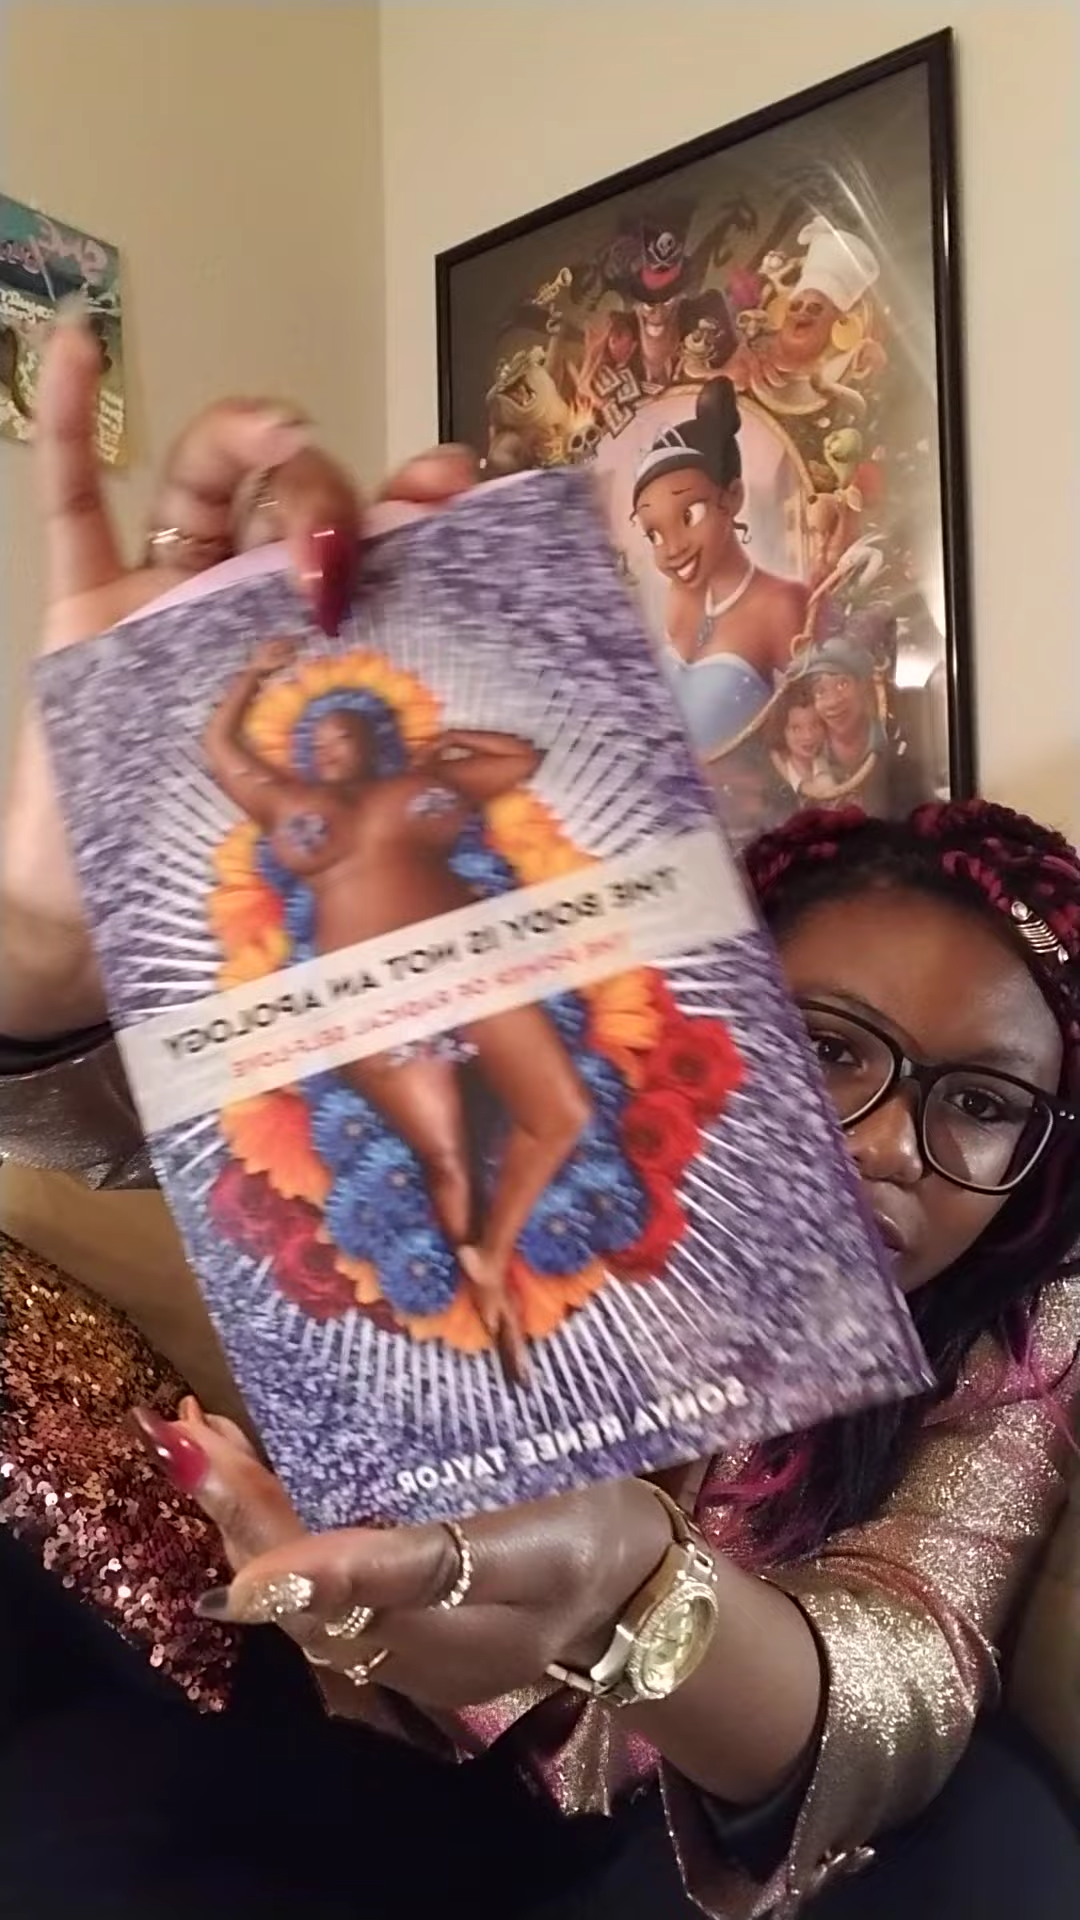 THE BODY IS NOT AN APOLOGY
THE POWER OF RADICAL SELF-LOVE
SONYA RENEE TAYLOR